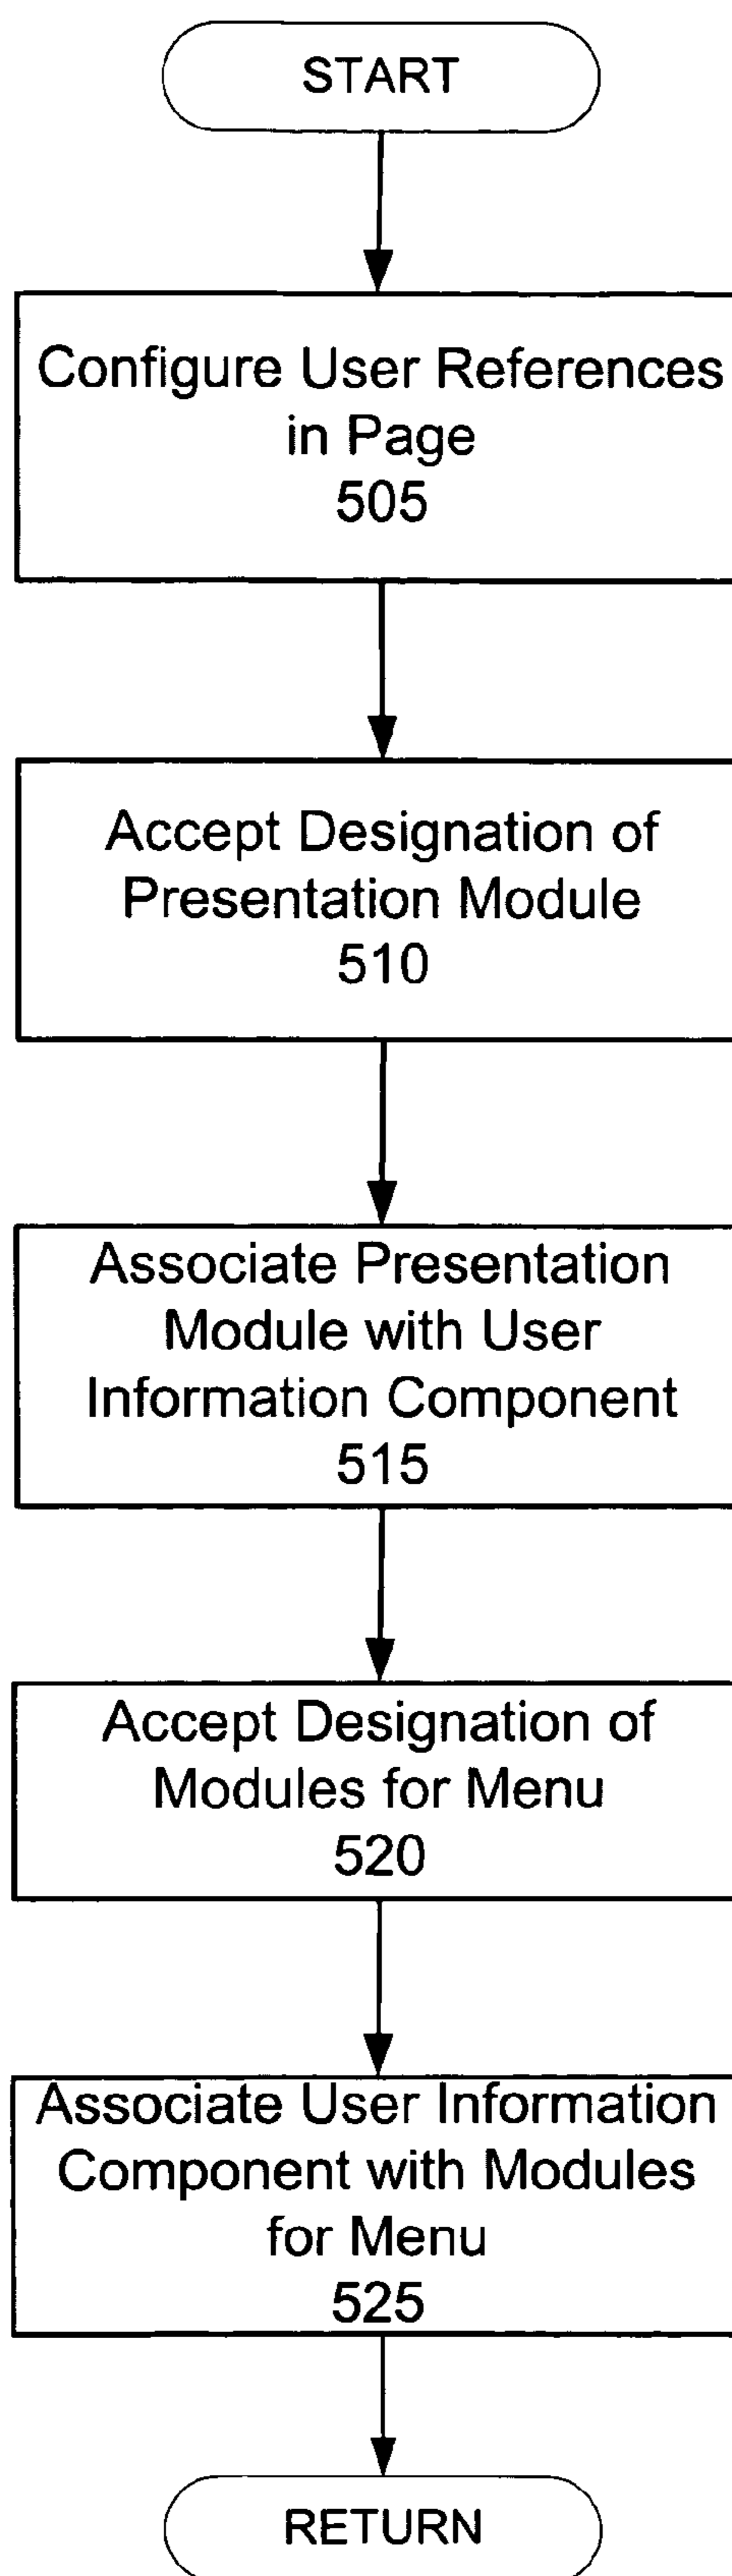 START
Configure User References
in Page
505
Accept Designation of
Presentation Module
510
Associate Presentation
Module with User
Information Component
515
Accept Designation of
Modules for Menu
520
Associate User Information
Component with Modules
for Menu
525
RETURN